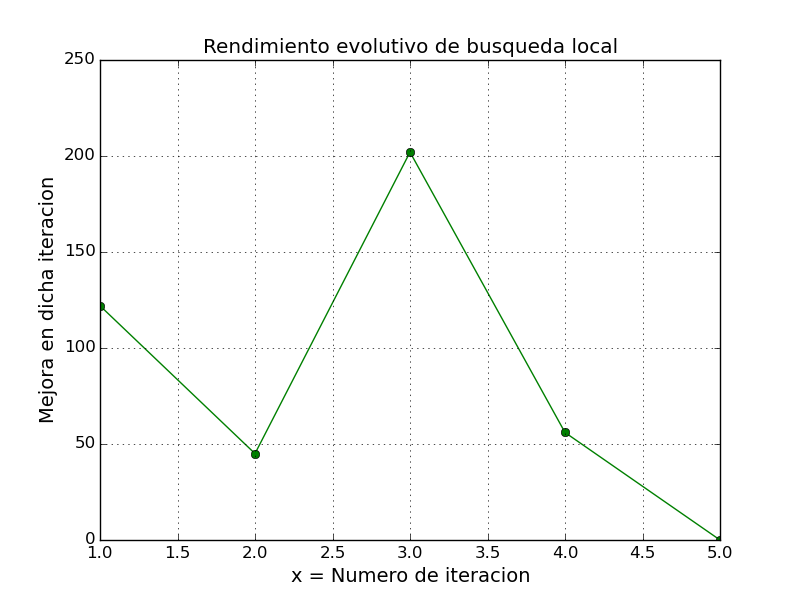 Rendimiento evolutivo de busqueda local
250
200
150
100
50
0
Mejora en dicha iteracion
1.0 1.5 2.0 2.5 3.0 3.5 4.0 4.5 5.0
x = Numero de iteracion